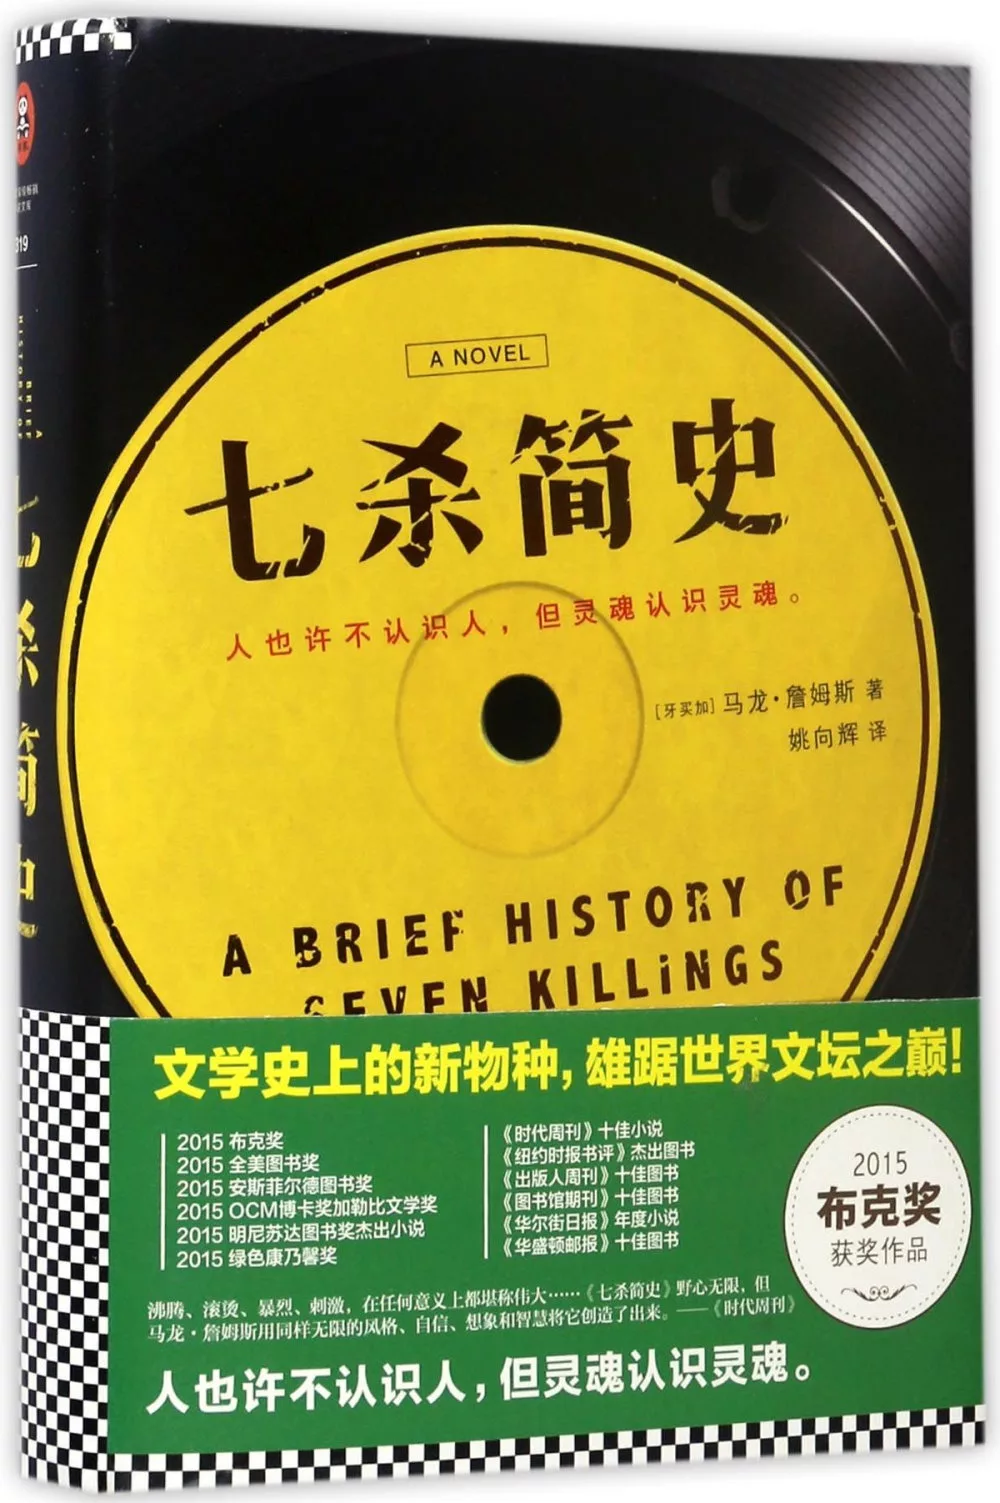 A NOVEL
七杀简史
人也许不认识人，但灵魂认识灵魂。
[牙买加] 马龙·詹姆斯 著
姚向辉 译
A BRIEF HISTORY OF
SEVEN KILLiNGS
文学史上的新物种，雄踞世界文坛之巅！
2015 布克奖
2015 全美图书奖
2015 安斯菲尔德图书奖
2015 OCM博卡奖加勒比文学奖
2015 明尼苏达图书奖杰出小说
2015 绿色康乃馨奖
《时代周刊》十佳小说
《纽约时报书评》杰出图书
《出版人周刊》十佳图书
《图书馆期刊》十佳图书
《华尔街日报》年度小说
《华盛顿邮报》十佳图书
2015
布克奖
获奖作品
沸腾、滚烫、暴烈、刺激，在任何意义上都堪称伟大……《七杀简史》野心无限，但
马龙·詹姆斯用同样无限的风格、自信、想象和智慧将它创造了出来。——《时代周刊》
人也许不认识人，但灵魂认识灵魂。
319
A
BRIEF
HISTORY OF
七杀简史